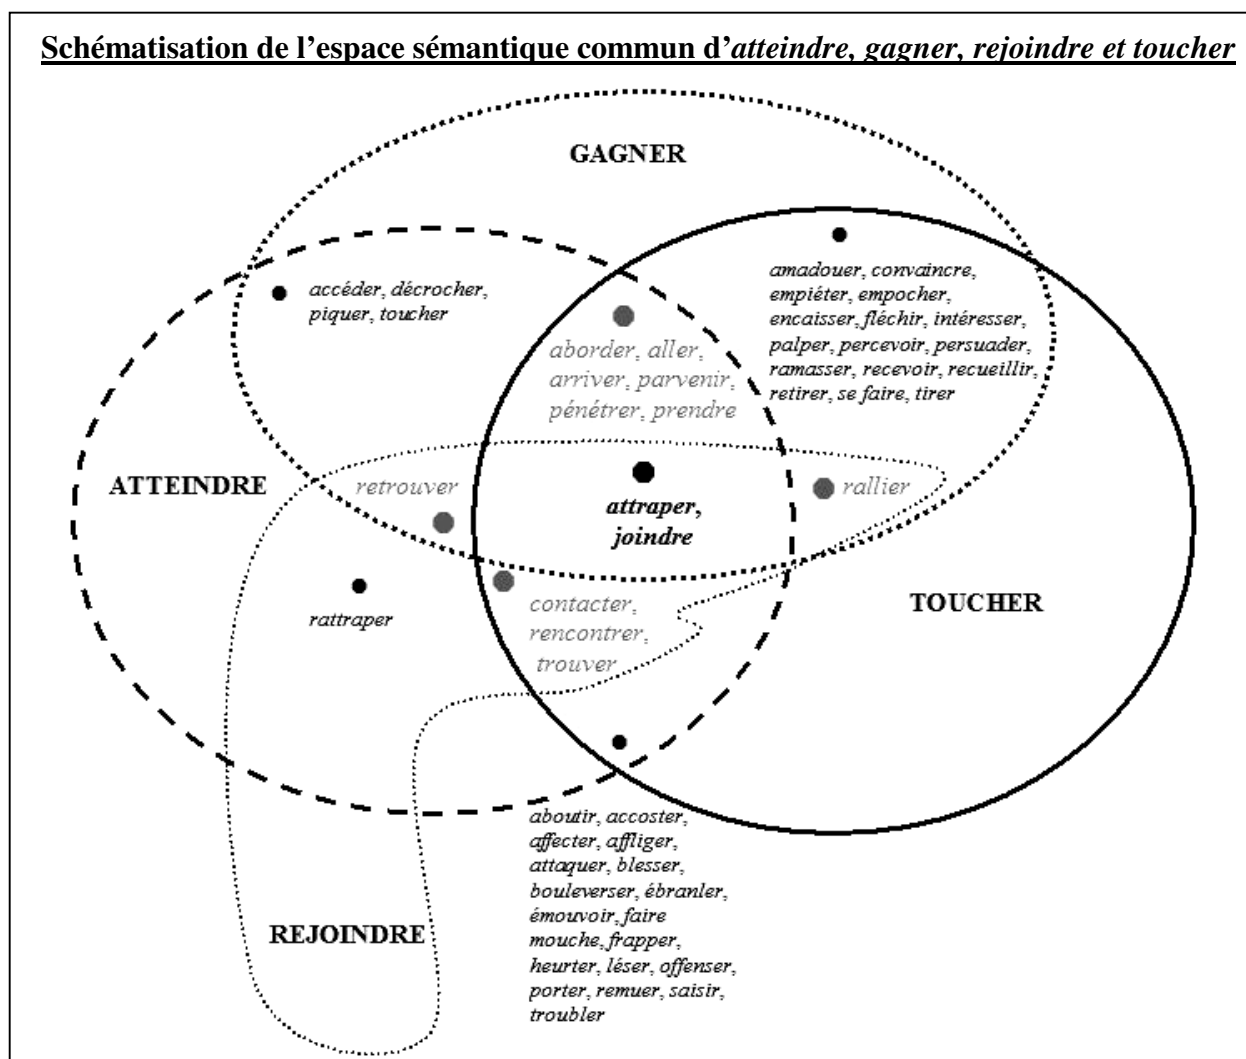 Schématisation de l’espace sémantique commun d’atteindre, gagner, rejoindre et toucher
GAGNER
amadouer, convaincre,
empiéter, empocher,
encaisser, fléchir, intéresser,
palper, percevoir, persuader,
ramasser, recevoir, recueillir,
retirer, se faire, tirer
accéder, décrocher,
piquer, toucher
aborder, aller,
arriver, parvenir,
pénétrer, prendre
ATTEINDRE
retrouver
attraper,
joindre
rallier
rattraper
contacter,
rencontrer,
trouver
TOUCHER
aboutir, accoster,
affecter, affliger,
attaquer, blesser,
bouleverser, ébranler,
émouvoir, faire
mouche, frapper,
heurter, léser, offenser,
porter, remuer, saisir,
troubler
REJOINDRE